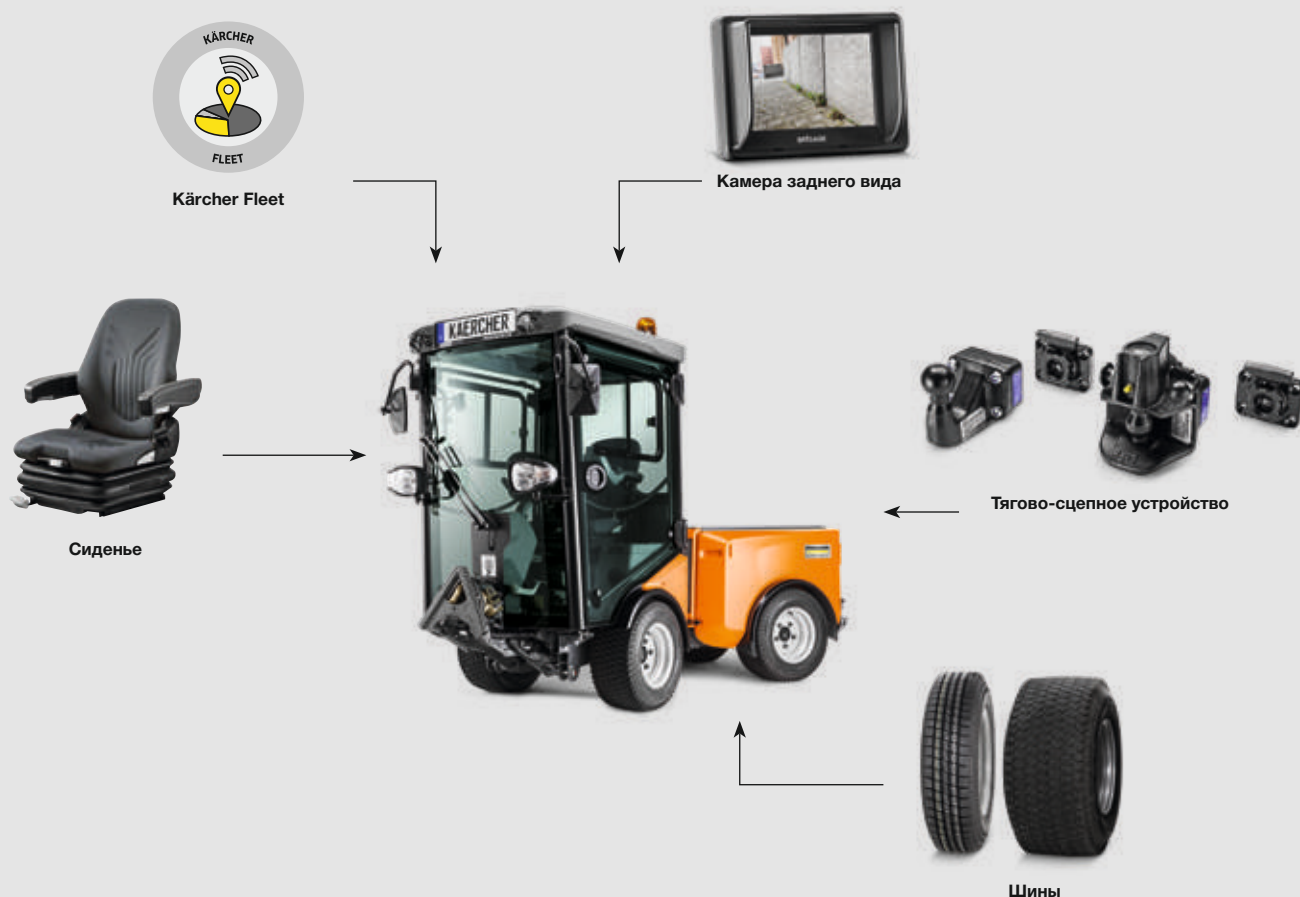 KÄRCHER
FLEET
Kärcher Fleet
Камера заднего вида
KAERCHER
Сиденье
Тягово-сцепное устройство
Шины